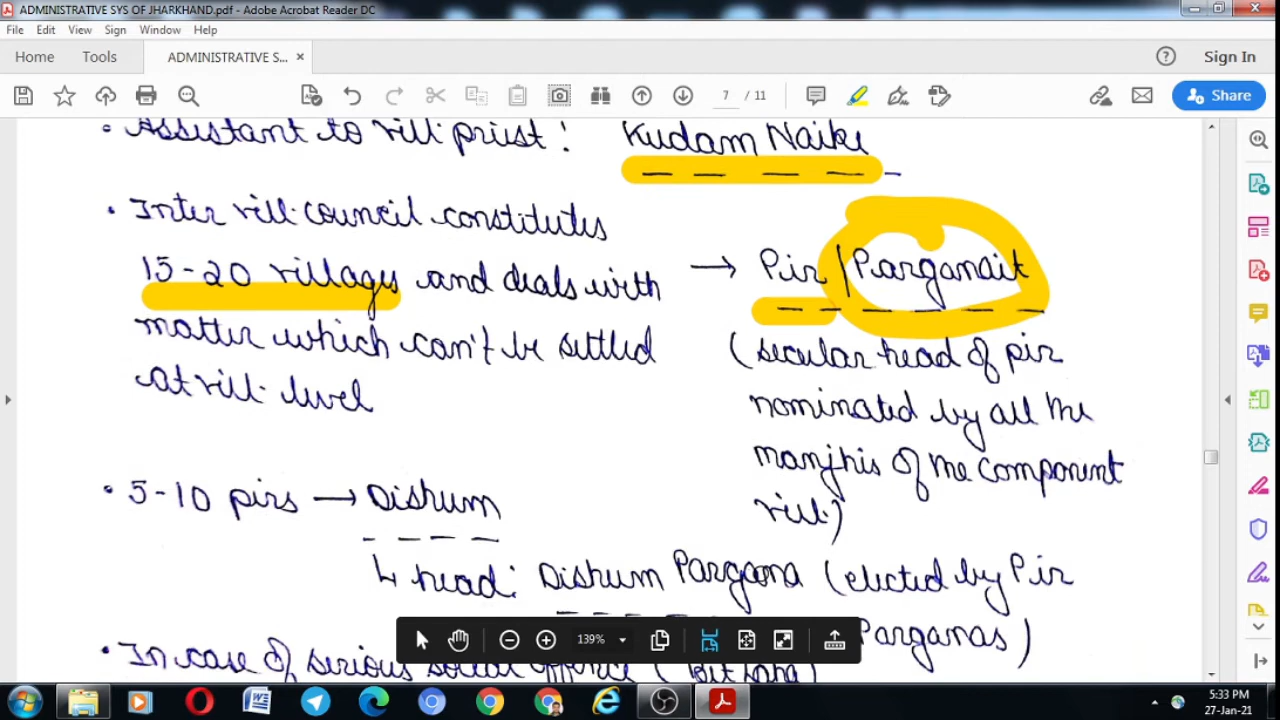 ADMINISTRATIVE SYS OF JHARKHAND.pdf - Adobe Acrobat Reader DC
File Edit View Sign Window Help
Home Tools ADMINISTRATIVE S... × Sign In
7 / 11 Share
• Assistant to vill priest : Kudam Naike
• Inter vill. council constitutes
15-20 villages and deals with → Pir / Parganait
matter which can't be settled (secular head of pir
at vill. level nominated by all the
manjhis of the component
vill.)
• 5-10 pirs → Dishum
↳ head: Dishum Pargana (elected by Pir
Parganas)
139%
• In case of serious social offence (Bitlaha)
5:33 PM
27-Jan-21